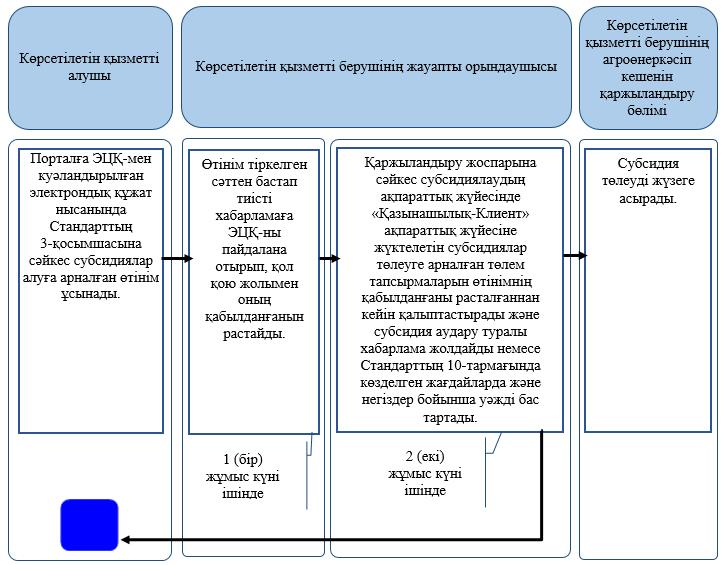 Көрсетілетін қызметті
алушы
Көрсетілетін қызметті берушінің жауапты орындаушысы
Көрсетілетін
қызметті берушінің
агроөнеркәсіп
кешенін
қаржыландыру
бөлімі
Порталға ЭЦҚ-мен
куәландырылған
электрондық құжат
нысанында
Стандарттың
3-қосымшасына
сәйкес субсидиялар
алуға арналған өтінім
ұсынады.
Өтінім тіркелген
сәттен бастап
тиісті
хабарламаға
ЭЦҚ-ны
пайдалана
отырып, қол
қою жолымен
оның
қабылданғанын
растайды.
1 (бір)
жұмыс күні
ішінде
Қаржыландыру жоспарына
сәйкес субсидиялаудың
ақпараттық жүйесінде
«Қазынашылық-Клиент»
ақпараттық жүйесіне
жүктелетін субсидиялар
төлеуге арналған төлем
тапсырмаларын өтінімнің
қабылданғаны расталғаннан
кейін қалыптастырады және
субсидия аудару туралы
хабарлама жолдайды немесе
Стандарттың 10-тармағында
көзделген жағдайларда және
негіздер бойынша уәжді бас
тартады.
2 (екі)
жұмыс күні
ішінде
Субсидия
төлеуді жүзеге
асырады.